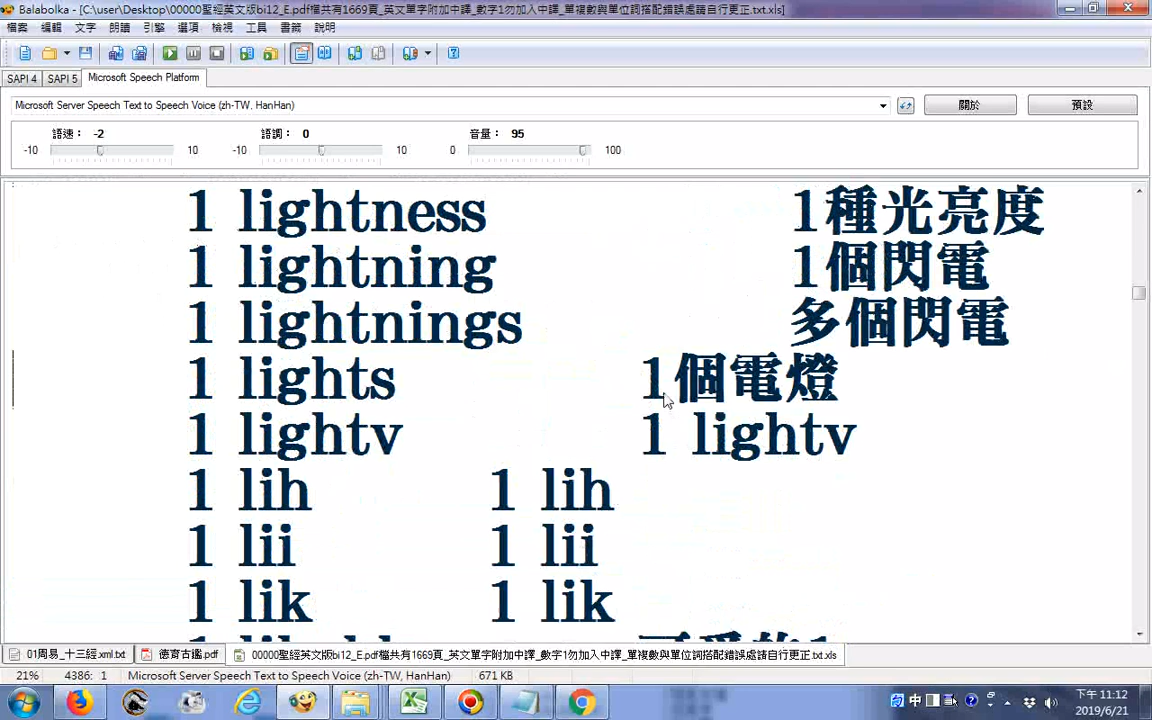 Balabolka - [C:\user\Desktop\00000聖經英文版bi12_E.pdf檔共有1669頁_英文單字附加中譯_數字1勿加入中譯_單複數與單位詞搭配錯誤處請自行更正.txt.xls]
檔案 編輯 文字 朗讀 引擎 選項 檢視 工具 書籤 說明
SAPI 4 SAPI 5 Microsoft Speech Platform
Microsoft Server Speech Text to Speech Voice (zh-TW, HanHan) 關於 預設
語速： -2 語調： 0 音量： 95
-10 10 -10 10 0 100
1 lightness 1種光亮度
1 lightning 1個閃電
1 lightnings 多個閃電
1 lights 1個電燈
1 lightv 1 lightv
1 lih 1 lih
1 lii 1 lii
1 lik 1 lik
01周易_十三經.xml.txt 德育古鑑.pdf 00000聖經英文版bi12_E.pdf檔共有1669頁_英文單字附加中譯_數字1勿加入中譯_單複數與單位詞搭配錯誤處請自行更正.txt.xls
21% 4386: 1 Microsoft Server Speech Text to Speech Voice (zh-TW, HanHan) 671 KB
中 下午 11:12
2019/6/21